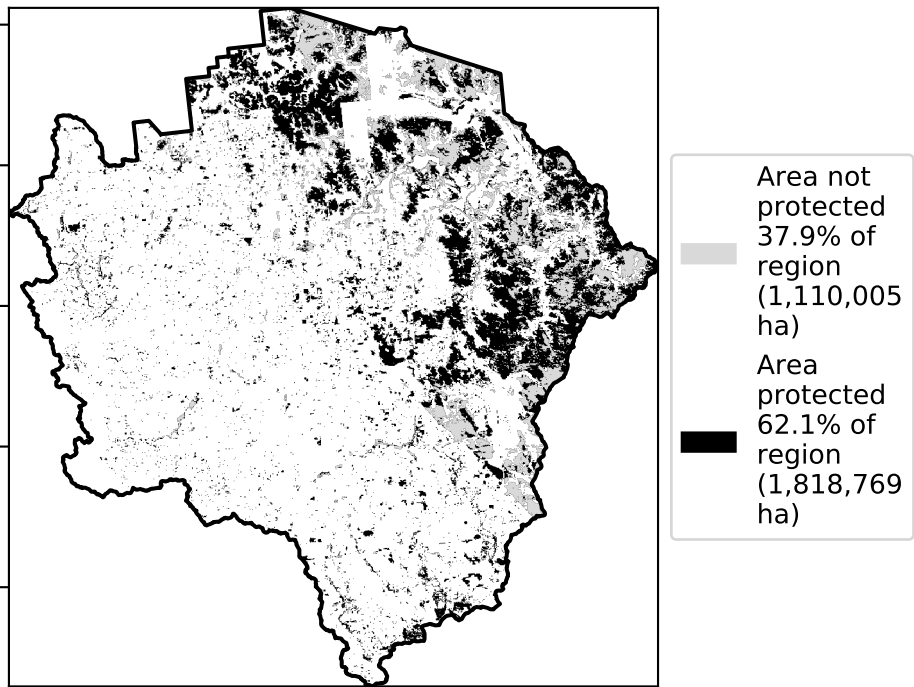 Area not
protected
37.9% of
region
(1,110,005
ha)
Area
protected
62.1% of
region
(1,818,769
ha)